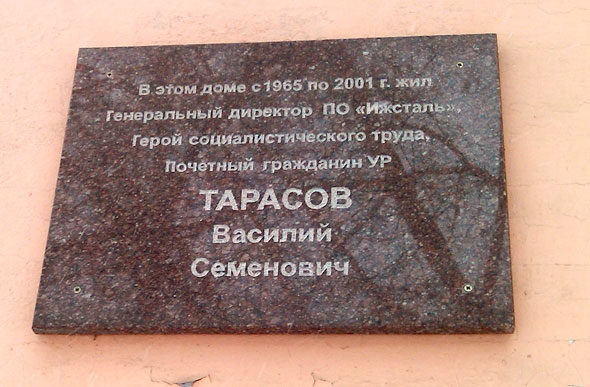 В этом доме с 1965 по 2001 г. жил
Генеральный директор ПО «Ижсталь»,
Герой социалистического труда,
Почетный гражданин УР
ТАРАСОВ
Василий
Семенович